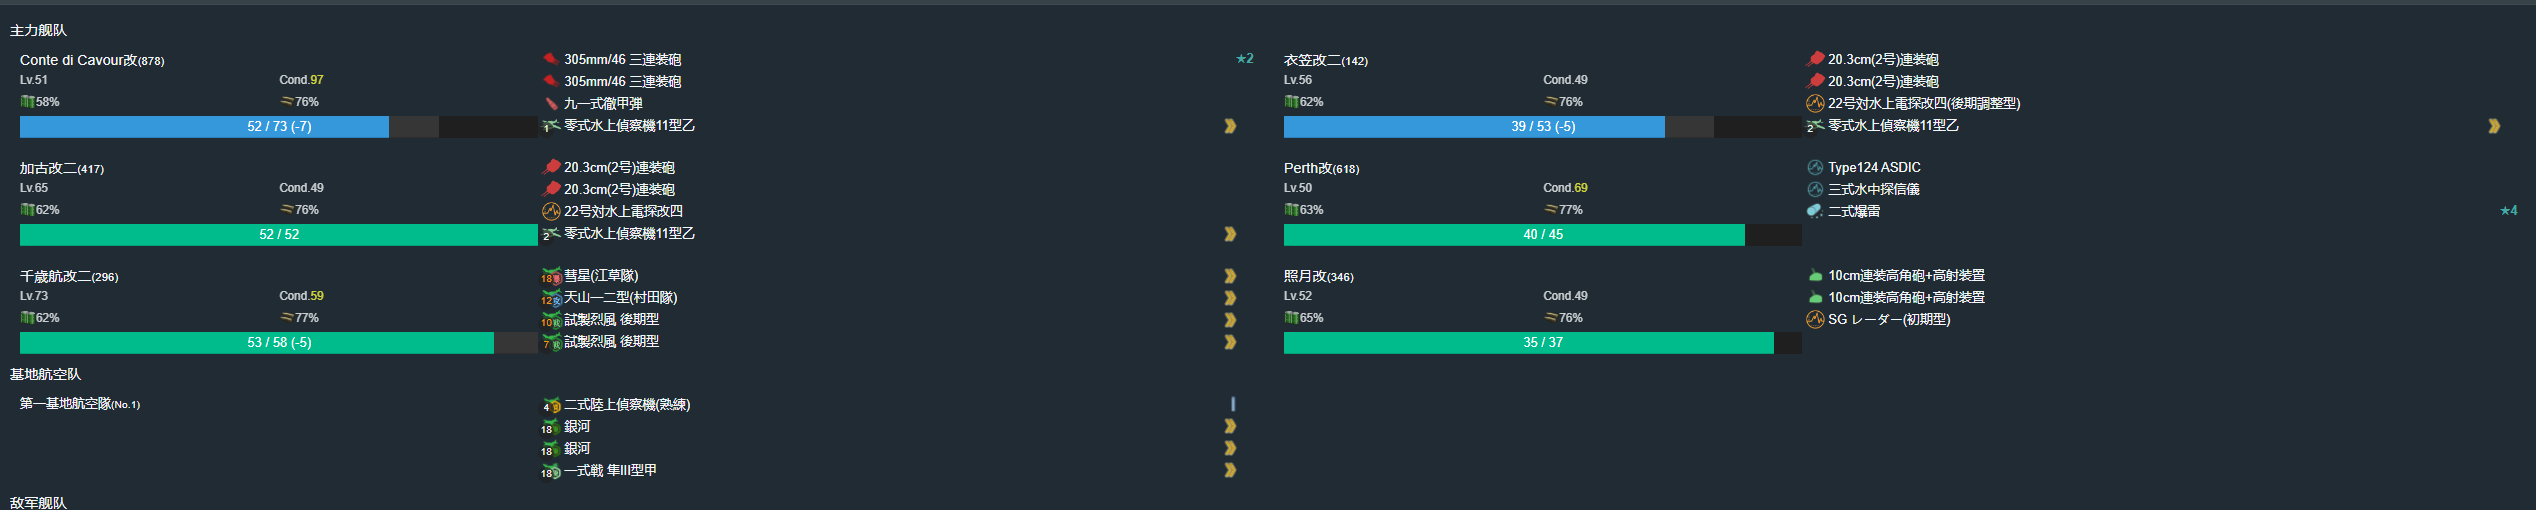 主力舰队
Conte di Cavour改(878)
Lv.51 Cond.97
58% 76%
52 / 73 (-7)
305mm/46 三連装砲 ★2
305mm/46 三連装砲
九一式徹甲弾
1 零式水上偵察機11型乙
衣笠改二(142)
Lv.56 Cond.49
62% 76%
39 / 53 (-5)
20.3cm(2号)連装砲
20.3cm(2号)連装砲
22号対水上電探改四(後期調整型)
2 零式水上偵察機11型乙
加古改二(417)
Lv.65 Cond.49
62% 76%
52 / 52
20.3cm(2号)連装砲
20.3cm(2号)連装砲
22号対水上電探改四
2 零式水上偵察機11型乙
Perth改(618)
Lv.50 Cond.69
63% 77%
40 / 45
Type124 ASDIC
三式水中探信儀
二式爆雷 ★4
千歳航改二(296)
Lv.73 Cond.59
62% 77%
53 / 58 (-5)
18 彗星(江草隊)
12 天山一二型(村田隊)
10 試製烈風 後期型
7 試製烈風 後期型
照月改(346)
Lv.52 Cond.49
65% 76%
35 / 37
10cm連装高角砲+高射装置
10cm連装高角砲+高射装置
SG レーダー(初期型)
基地航空队
第一基地航空隊(No.1)
4 二式陸上偵察機(熟練)
18 銀河
18 銀河
18 一式戦 隼III型甲
敌军舰队